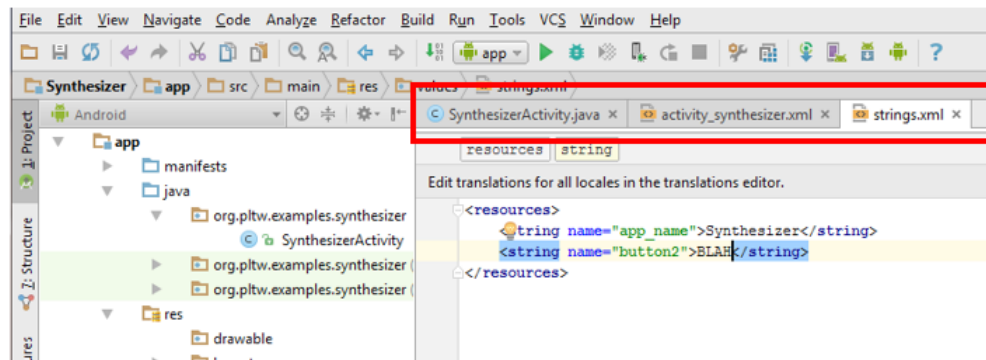 File Edit View Navigate Code Analyze Refactor Build Run Tools VCS Window Help
app
Synthesizer app src main res values strings.xml
1: Project
Android
SynthesizerActivity.java activity_synthesizer.xml strings.xml
app
resources string
manifests
Edit translations for all locales in the translations editor.
java
<resources>
org.pltw.examples.synthesizer
tring name="app_name">Synthesizer</string>
SynthesizerActivity
<string name="button2">BLAH</string>
org.pltw.examples.synthesizer (
</resources>
org.pltw.examples.synthesizer (
7: Structure
res
drawable
ures